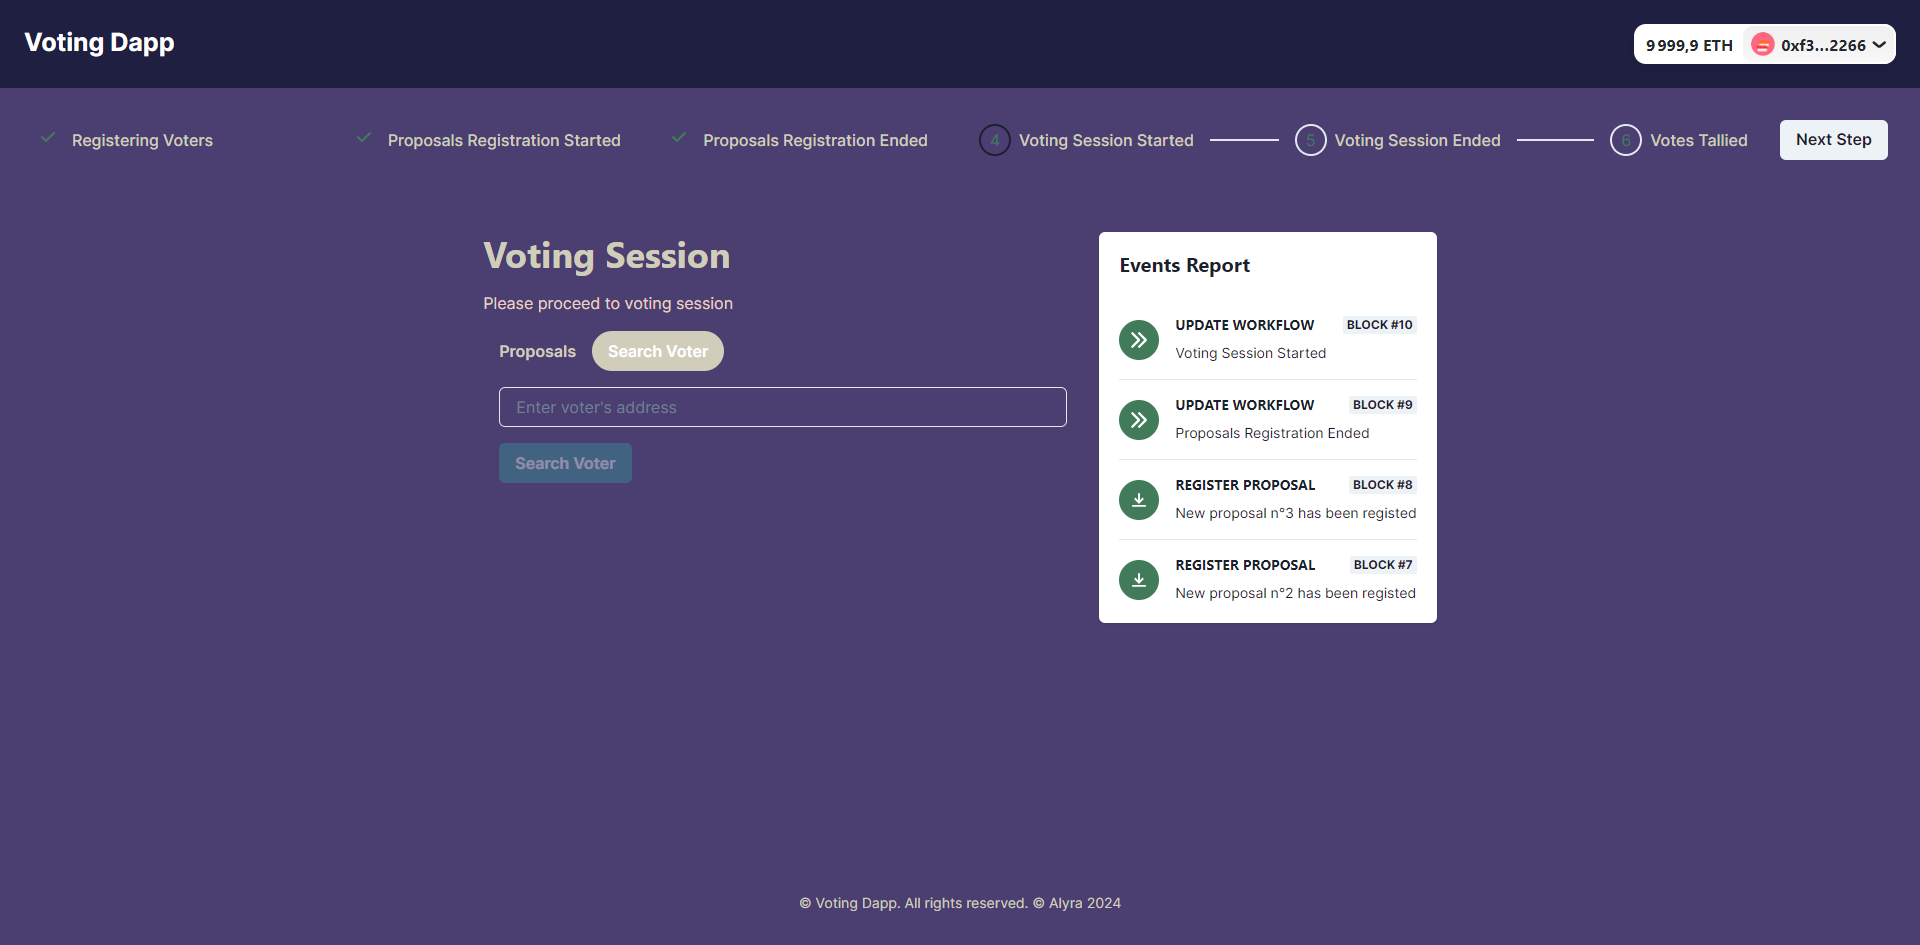 Voting Dapp
9 999,9 ETH
0xf3...2266
Registering Voters
Proposals Registration Started
Proposals Registration Ended
4 Voting Session Started
5 Voting Session Ended
6 Votes Tallied
Next Step
Voting Session
Please proceed to voting session
Proposals
Search Voter
Enter voter's address
Search Voter
Events Report
UPDATE WORKFLOW BLOCK #10
Voting Session Started
UPDATE WORKFLOW BLOCK #9
Proposals Registration Ended
REGISTER PROPOSAL BLOCK #8
New proposal n°3 has been registed
REGISTER PROPOSAL BLOCK #7
New proposal n°2 has been registed
© Voting Dapp. All rights reserved. © Alyra 2024